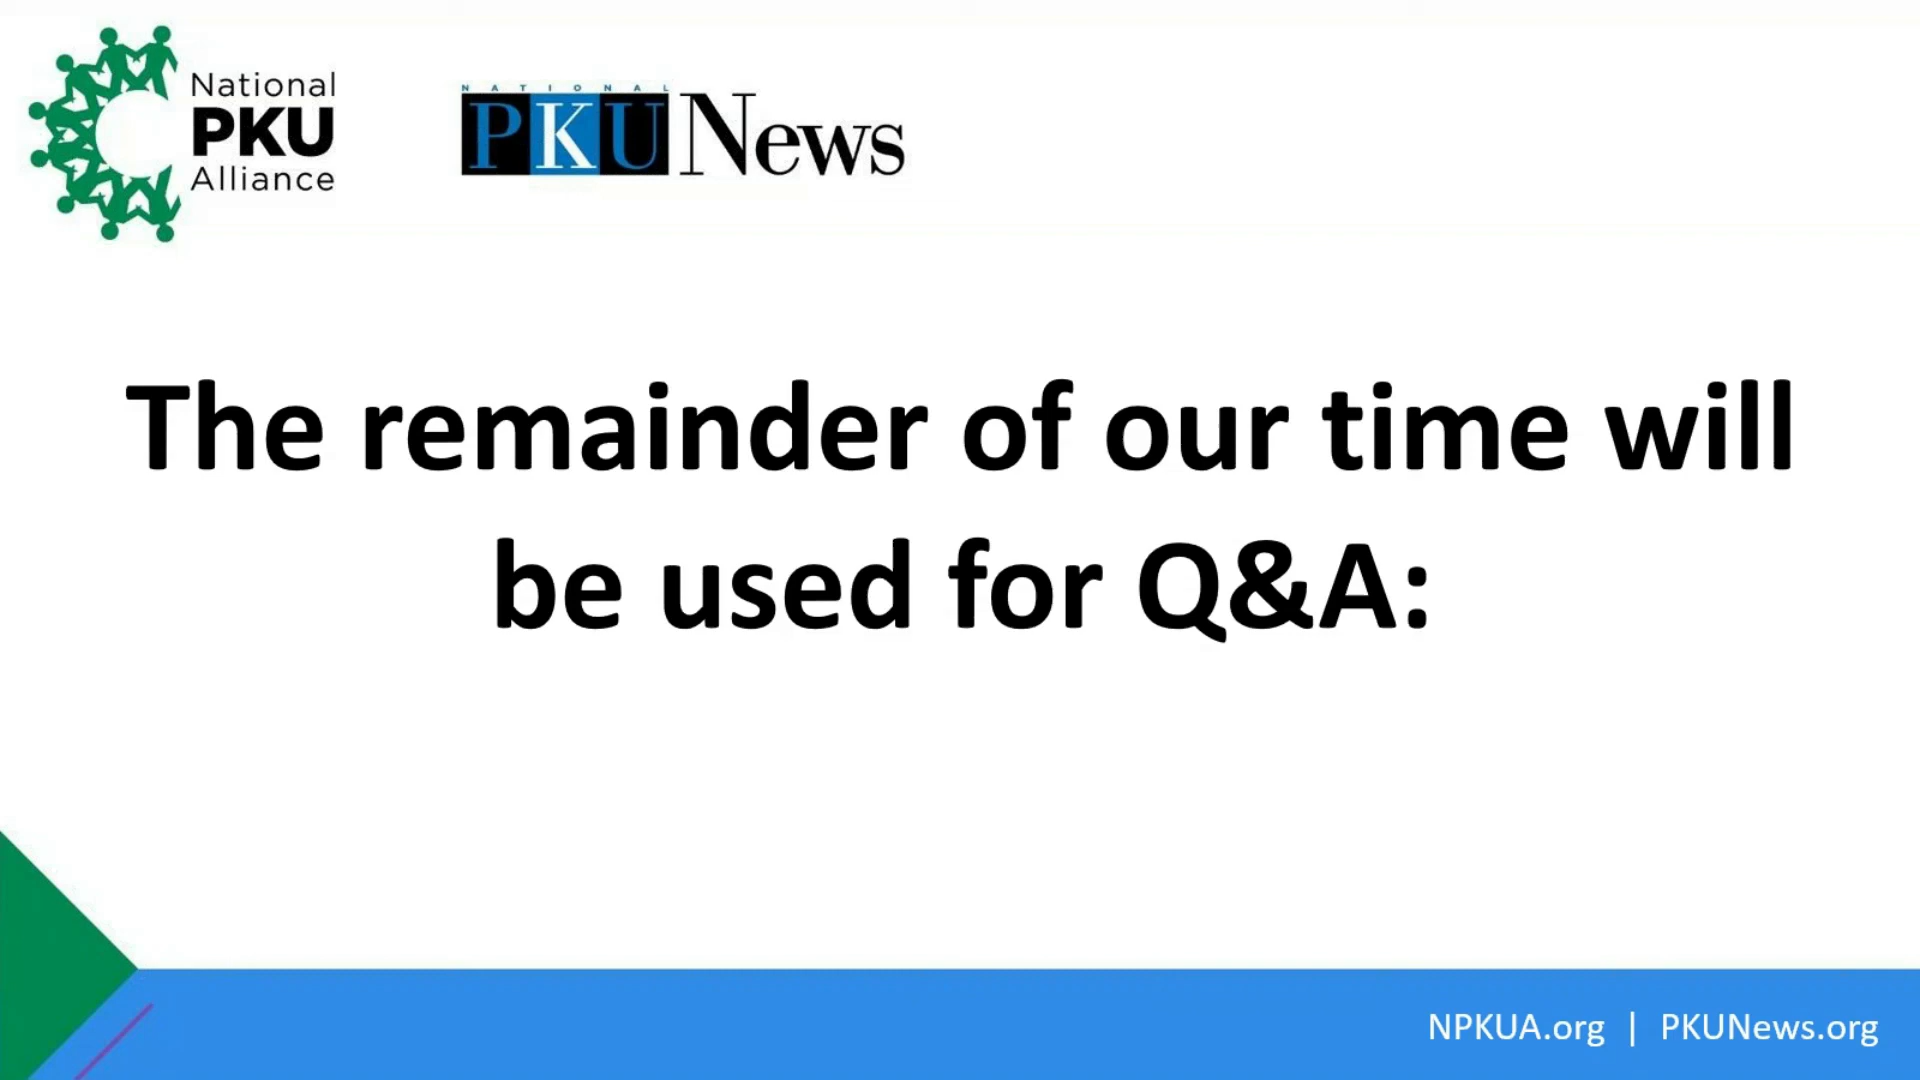 National
PKU
Alliance
NATIONAL
PKU News
The remainder of our time will
be used for Q&A:
NPKUA.org | PKUNews.org